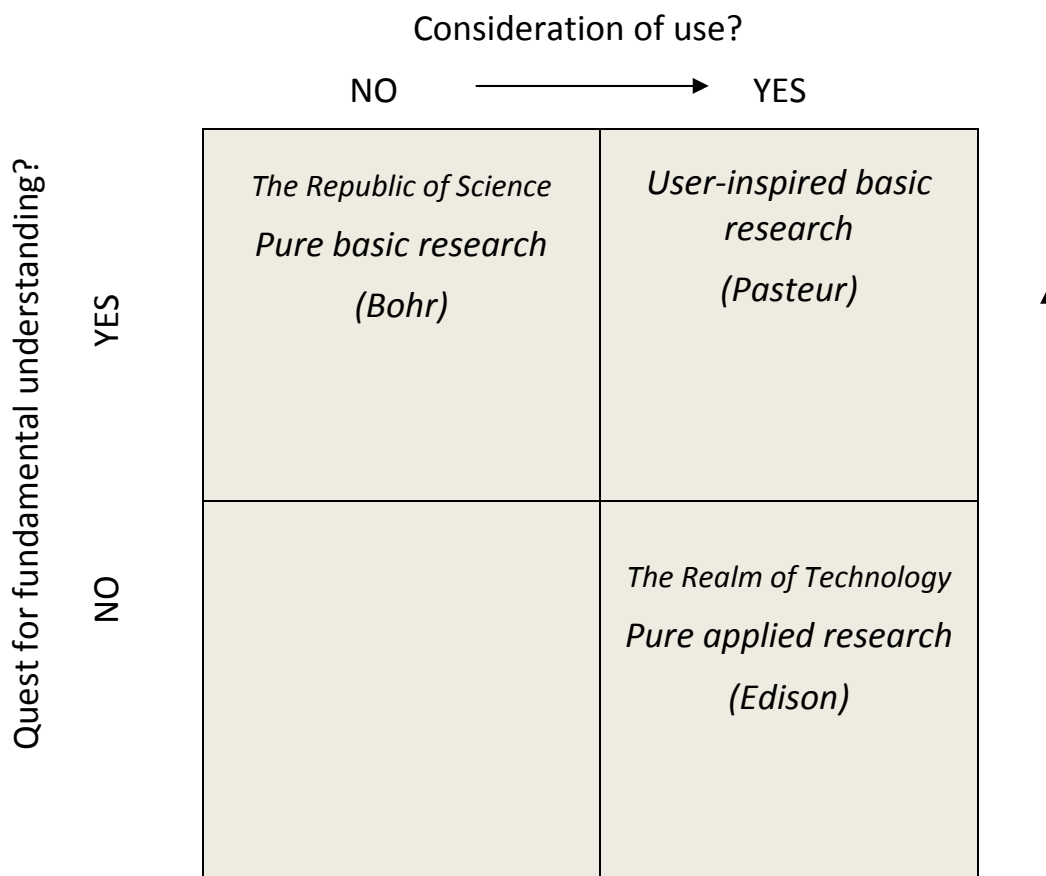 Consideration of use?
NO
YES
Quest for fundamental understanding?
YES
NO
The Republic of Science
Pure basic research
(Bohr)
User-inspired basic
research
(Pasteur)
The Realm of Technology
Pure applied research
(Edison)